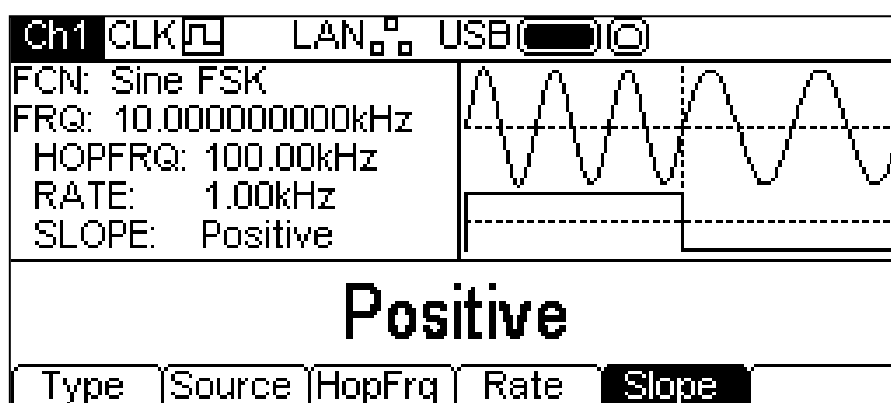 Ch1 CLK LAN USB
FCN: Sine FSK
FRQ: 10.000000000kHz
HOPFRQ: 100.00kHz
RATE: 1.00kHz
SLOPE: Positive
Positive
Type Source HopFrq Rate Slope